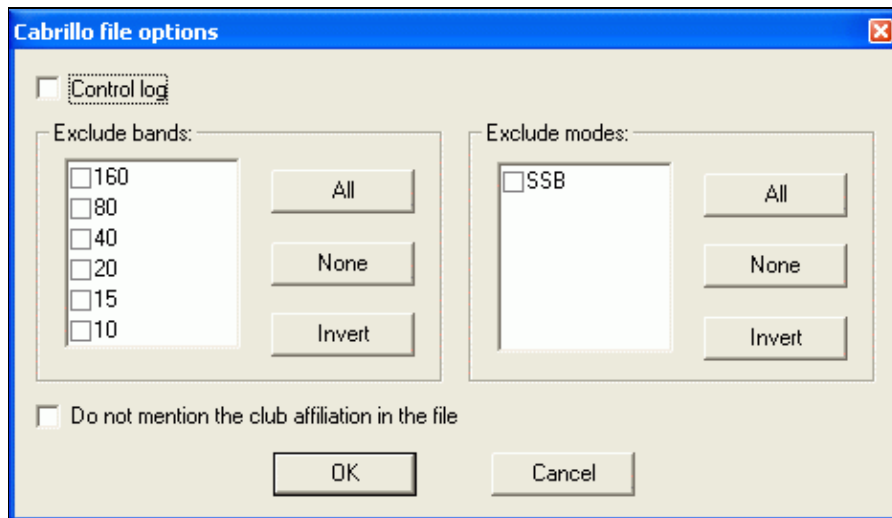 Cabrillo file options
Control log
Exclude bands:
160
80
40
20
15
10
All
None
Invert
Exclude modes:
SSB
All
None
Invert
Do not mention the club affiliation in the file
OK
Cancel